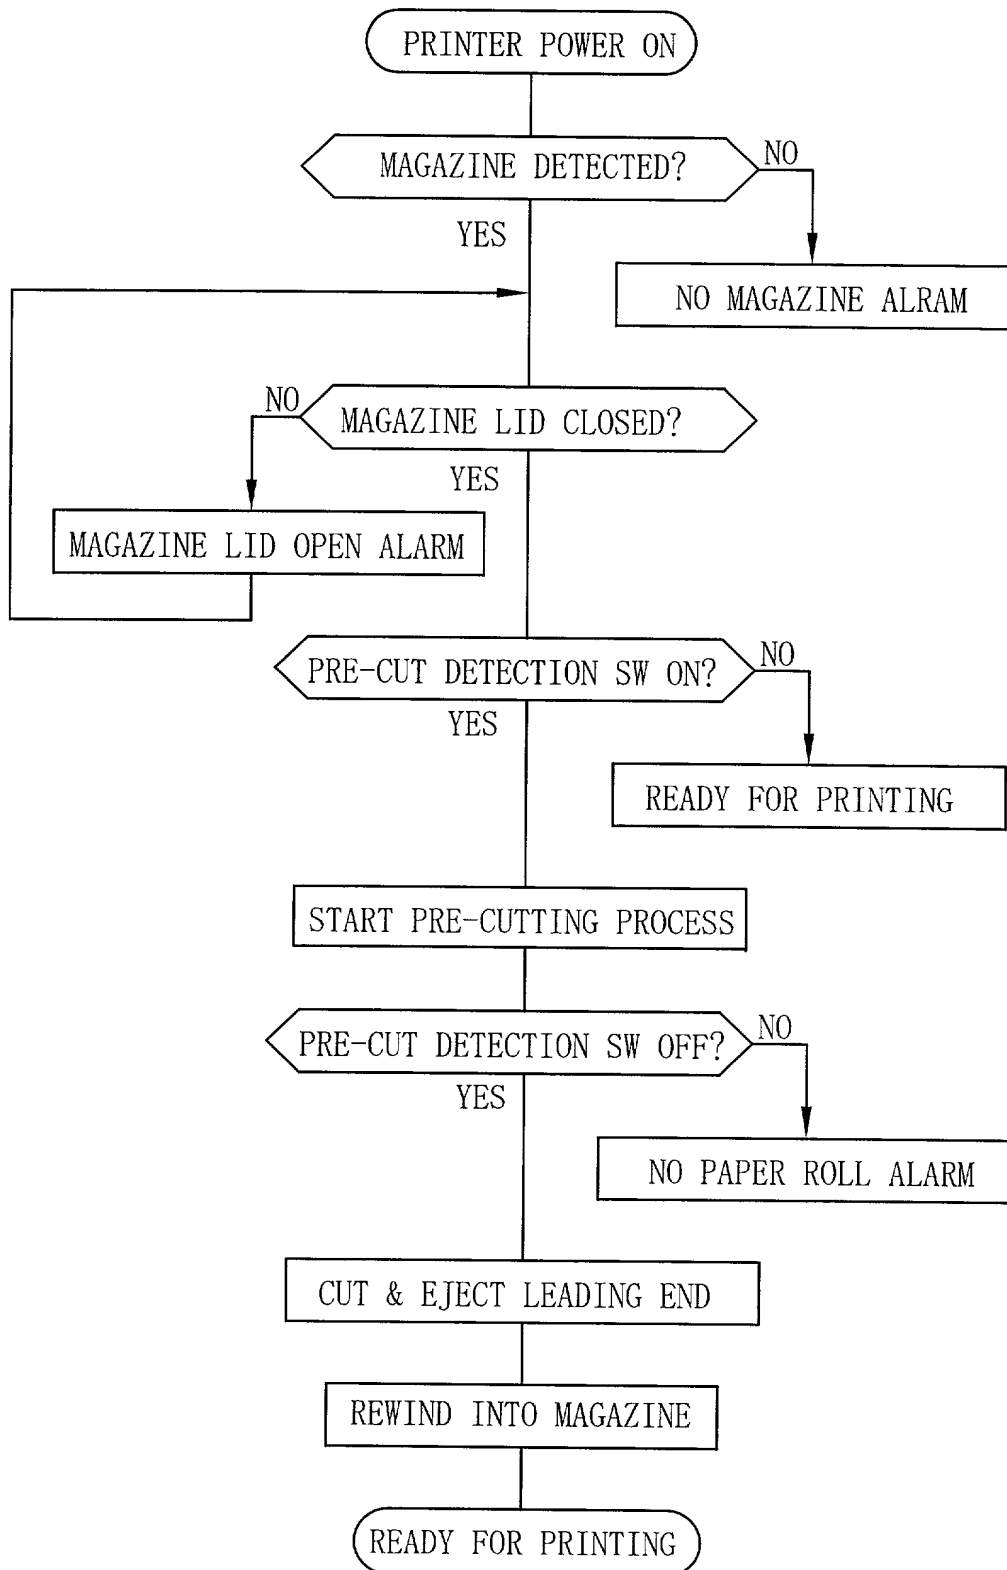 PRINTER POWER ON
MAGAZINE DETECTED?
NO
YES
NO MAGAZINE ALRAM
NO
MAGAZINE LID CLOSED?
YES
MAGAZINE LID OPEN ALARM
PRE-CUT DETECTION SW ON?
NO
YES
READY FOR PRINTING
START PRE-CUTTING PROCESS
PRE-CUT DETECTION SW OFF?
NO
YES
NO PAPER ROLL ALARM
CUT & EJECT LEADING END
REWIND INTO MAGAZINE
READY FOR PRINTING